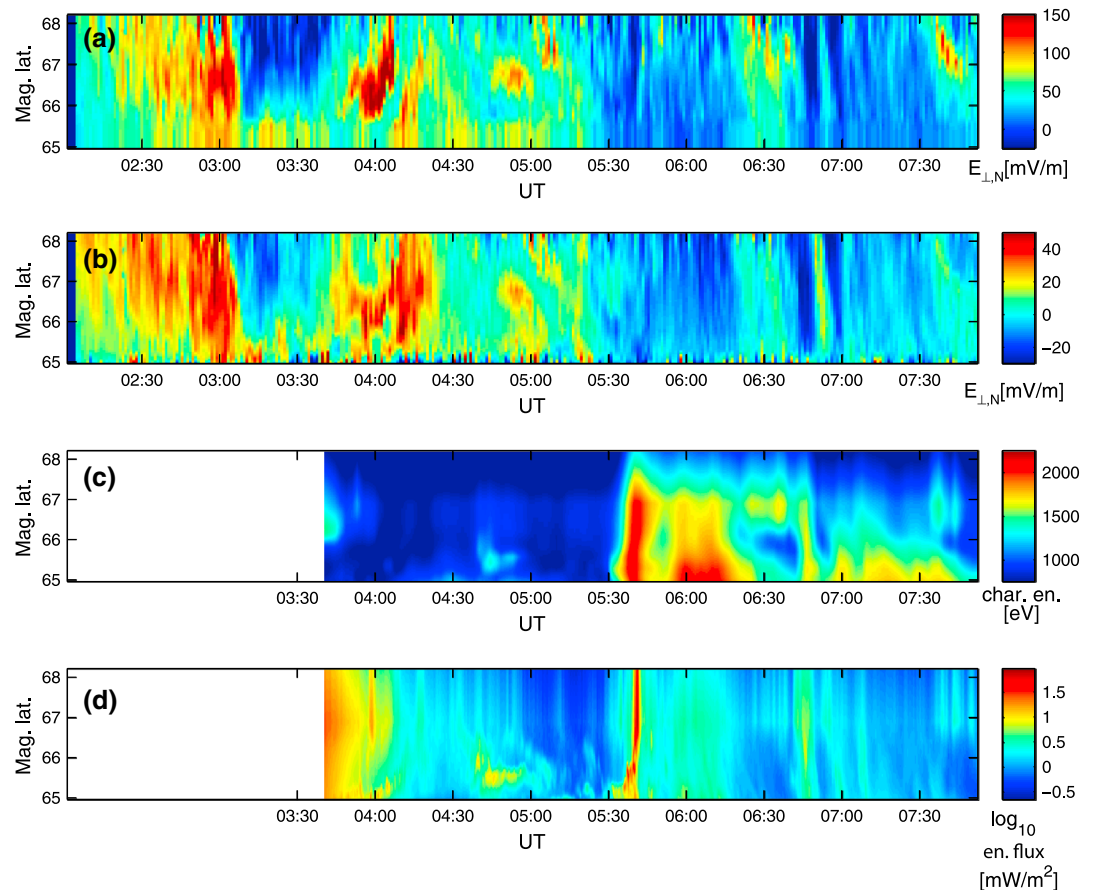 68
67
66
65
Mag. lat.
(a)
02:30 03:00 03:30 04:00 04:30 05:00 05:30 06:00 06:30 07:00 07:30
UT
150
100
50
0
E⊥,N[mV/m]
68
67
66
65
Mag. lat.
(b)
02:30 03:00 03:30 04:00 04:30 05:00 05:30 06:00 06:30 07:00 07:30
UT
40
20
0
−20
E⊥,N[mV/m]
68
67
66
65
Mag. lat.
(c)
03:30 04:00 04:30 05:00 05:30 06:00 06:30 07:00 07:30
UT
2000
1500
1000
char. en.
[eV]
68
67
66
65
Mag. lat.
(d)
03:30 04:00 04:30 05:00 05:30 06:00 06:30 07:00 07:30
UT
1.5
1
0.5
0
−0.5
log10
en. flux
[mW/m²]